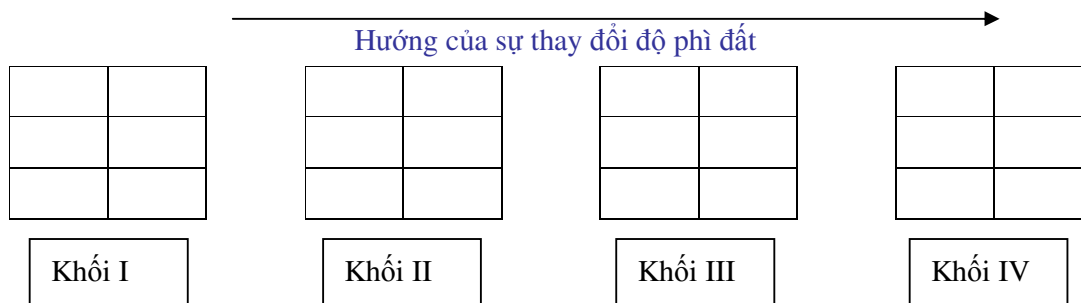 Hướng của sự thay đổi độ phì đất
Khối I Khối II Khối III Khối IV